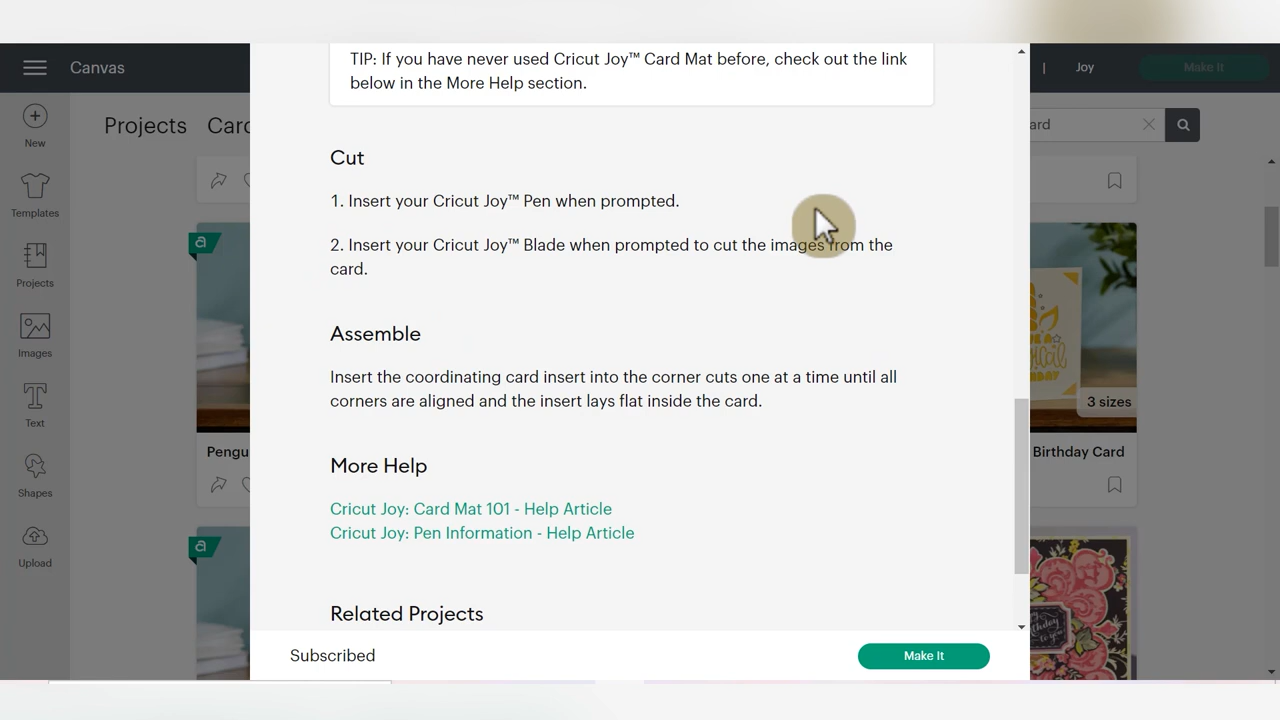 TIP: If you have never used Cricut Joy™ Card Mat before, check out the link
below in the More Help section.
Canvas
|
Joy
Make It
Projects
Card
ard
New
Templates
Projects
Images
Text
Shapes
Upload
a
a
Cut
1. Insert your Cricut Joy™ Pen when prompted.
2. Insert your Cricut Joy™ Blade when prompted to cut the images from the
card.
Assemble
Insert the coordinating card insert into the corner cuts one at a time until all
corners are aligned and the insert lays flat inside the card.
3 sizes
Pengu
Birthday Card
More Help
Cricut Joy: Card Mat 101 - Help Article
Cricut Joy: Pen Information - Help Article
Related Projects
Subscribed
Make It